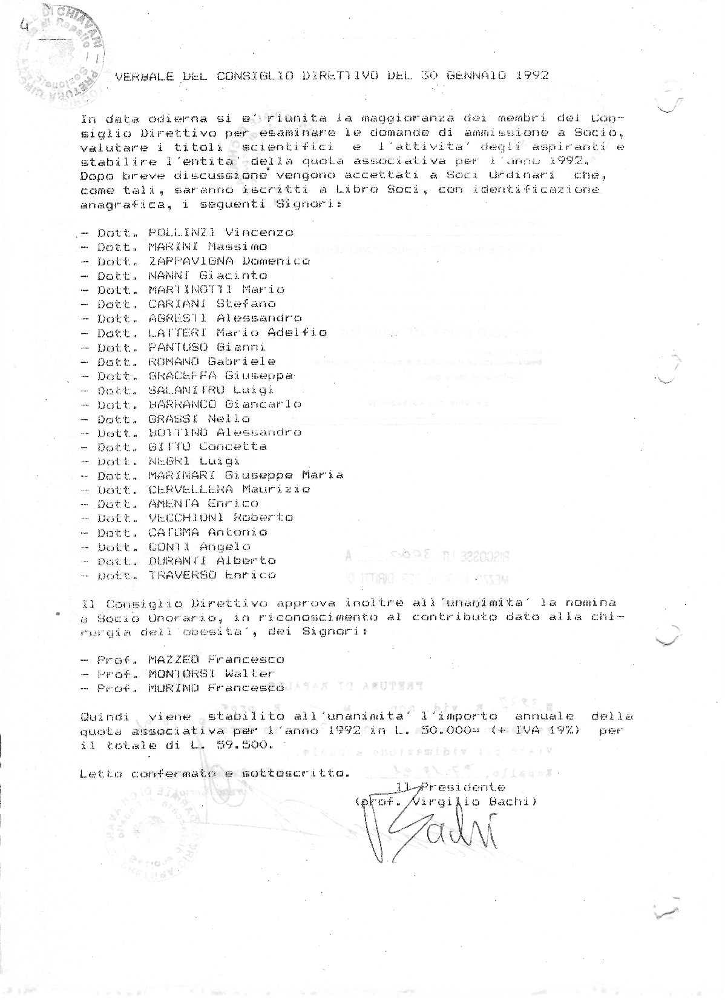 4
VERBALE DEL CONSIGLIO DIRETTIVO DEL 30 GENNAIO 1992
In data odierna si e' riunita la maggioranza dei membri del Con-
siglio Direttivo per esaminare le domande di ammissione a Socio,
valutare i titoli scientifici e l'attivita' degli aspiranti e
stabilire l'entita' della quota associativa per l'anno 1992.
Dopo breve discussione vengono accettati a Soci Ordinari che,
come tali, saranno iscritti a Libro Soci, con identificazione
anagrafica, i seguenti Signori:
- Dott. POLLINZI Vincenzo
- Dott. MARINI Massimo
- Dott. ZAPPAVIGNA Domenico
- Dott. NANNI Giacinto
- Dott. MARTINOTTI Mario
- Dott. CARIANI Stefano
- Dott. AGRESTI Alessandro
- Dott. LATTERI Mario Adelfio
- Dott. PANTUSO Gianni
- Dott. ROMANO Gabriele
- Dott. GRACEFFA Giuseppa
- Dott. SALANITRO Luigi
- Dott. BARRANCO Giancarlo
- Dott. GRASSI Nello
- Dott. BOTTINO Alessandro
- Dott. GITTO Concetta
- Dott. NEGRI Luigi
- Dott. MARINARI Giuseppe Maria
- Dott. CERVELLERA Maurizio
- Dott. AMENTA Enrico
- Dott. VECCHIONI Roberto
- Dott. CATOMA Antonio
- Dott. CONTI Angelo
- Dott. DURANTI Alberto
- Dott. TRAVERSO Enrico
Il Consiglio Direttivo approva inoltre all'unanimita' la nomina
a Socio Onorario, in riconoscimento al contributo dato alla chi-
rurgia dell'obesita', dei Signori:
- Prof. MAZZEO Francesco
- Prof. MONTORSI Walter
- Prof. MORINO Francesco
Quindi viene stabilito all'unanimita' l'importo annuale della
quota associativa per l'anno 1992 in L. 50.000= (+ IVA 19%) per
il totale di L. 59.500.
Letto confermato e sottoscritto.
Il Presidente
(prof. Virgilio Bachi)
Bachi